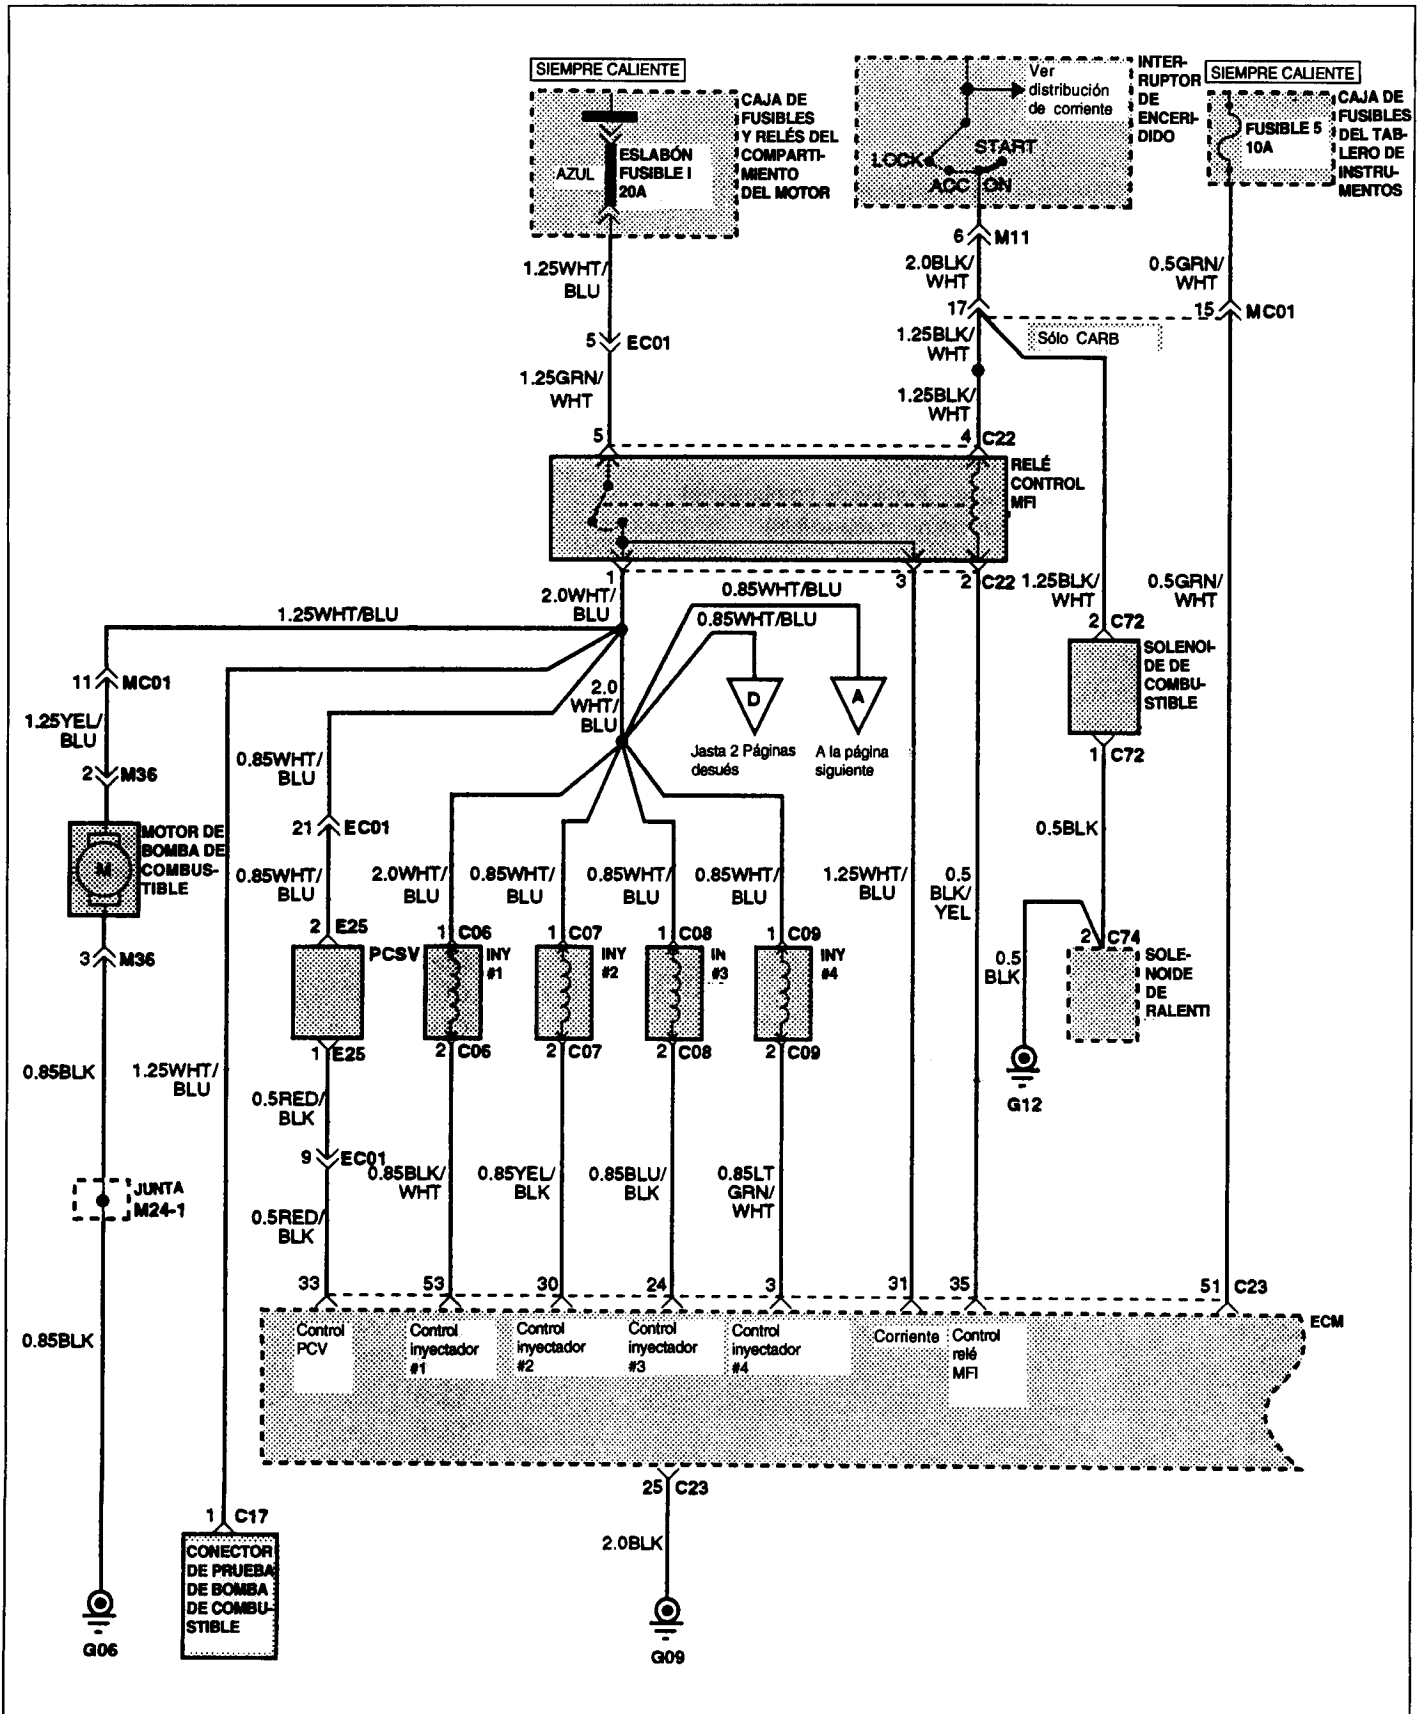 SIEMPRE CALIENTE
CAJA DE
FUSIBLES
Y RELÉS DEL
COMPARTI-
MIENTO
DEL MOTOR
AZUL
ESLABÓN
FUSIBLE I
20A
Ver
distribución
de corriente
LOCK
START
ACC
ON
INTER-
RUPTOR
DE
ENCERI-
DIDO
SIEMPRE CALIENTE
FUSIBLE 5
10A
CAJA DE
FUSIBLES
DEL TAB-
LERO DE
INSTRU-
MENTOS
6 M11
1.25WHT/
BLU
2.0BLK/
WHT
0.5GRN/
WHT
17
15 MC01
5 EC01
1.25BLK/
WHT
Sólo CARB
1.25GRN/
WHT
1.25BLK/
WHT
5
4 C22
RELÉ
CONTROL
MFI
1
3
2 C22
2.0WHT/
BLU
0.85WHT/BLU
0.85WHT/BLU
1.25BLK/
WHT
0.5GRN/
WHT
1.25WHT/BLU
2 C72
SOLENOI-
DE DE
COMBU-
STIBLE
1 C72
11 MC01
2.0
WHT/
BLU
D
A
Jasta 2 Páginas
desués
A la página
siguiente
1.25YEL/
BLU
0.85WHT/
BLU
2 M36
21 EC01
0.5BLK
MOTOR DE
BOMBA DE
COMBUS-
TIBLE
M
0.85WHT/
BLU
2.0WHT/
BLU
0.85WHT/
BLU
0.85WHT/
BLU
0.85WHT/
BLU
1.25WHT/
BLU
0.5
BLK/
YEL
3 M36
2 E25
PCSV
1 C06
INY
#1
1 C07
INY
#2
1 C08
IN
#3
1 C09
INY
#4
2 C74
SOLE-
NOIDE
DE
RALENTI
0.5
BLK
G12
1 E25
2 C06
2 C07
2 C08
2 C09
0.85BLK
1.25WHT/
BLU
0.5RED/
BLK
9 EC01
0.85BLK/
WHT
0.85YEL/
BLK
0.85BLU/
BLK
0.85LT
GRN/
WHT
JUNTA
M24-1
0.5RED/
BLK
33
53
30
24
3
31
35
51 C23
ECM
0.85BLK
Control
PCV
Control
inyectador
#1
Control
inyectador
#2
Control
inyectador
#3
Control
inyectador
#4
Corriente
Control
relé
MFI
25 C23
1 C17
2.0BLK
CONECTOR
DE PRUEBA
DE BOMBA
DE COMBU-
STIBLE
G06
G09